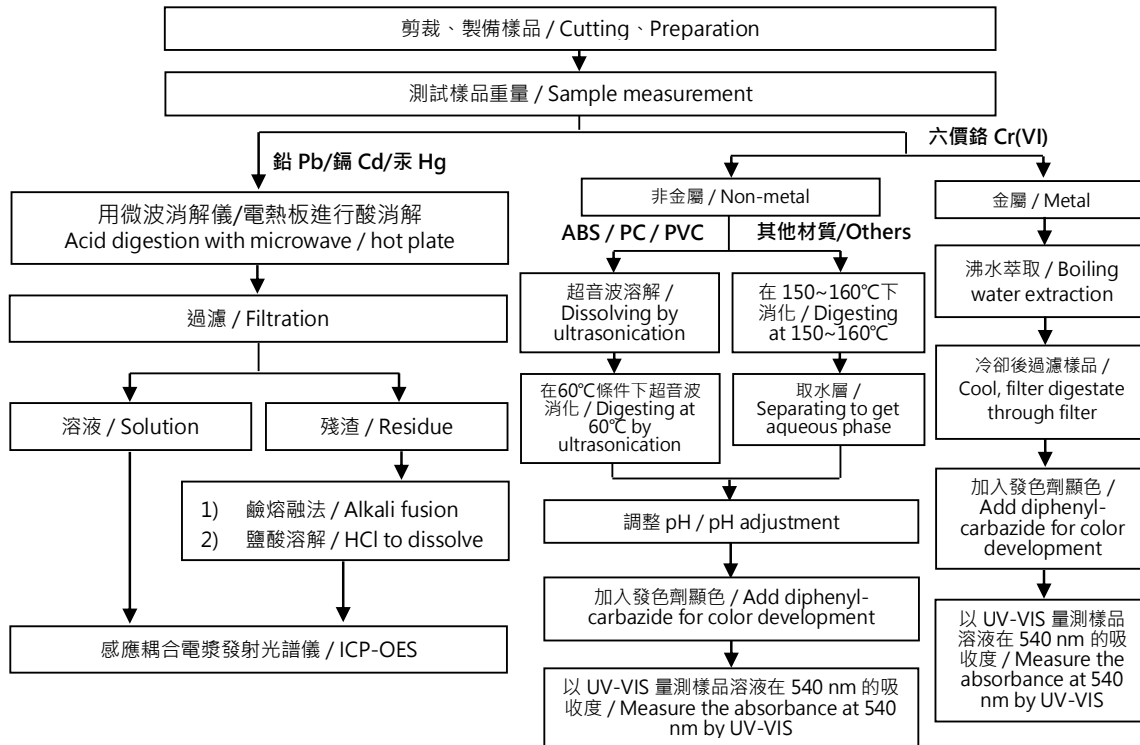 剪裁、製備樣品 / Cutting、Preparation
測試樣品重量 / Sample measurement
鉛 Pb/鎘 Cd/汞 Hg
六價鉻 Cr(VI)
用微波消解儀/電熱板進行酸消解
Acid digestion with microwave / hot plate
過濾 / Filtration
溶液 / Solution
殘渣 / Residue
1) 鹼熔融法 / Alkali fusion
2) 鹽酸溶解 / HCl to dissolve
感應耦合電漿發射光譜儀 / ICP-OES
非金屬 / Non-metal
ABS / PC / PVC
其他材質/Others
超音波溶解 /
Dissolving by
ultrasonication
在 150~160℃下
消化 / Digesting
at 150~160℃
在60℃條件下超音波
消化 / Digesting at
60℃ by
ultrasonication
取水層 /
Separating to get
aqueous phase
調整 pH / pH adjustment
加入發色劑顯色 / Add diphenyl-
carbazide for color development
以 UV-VIS 量測樣品溶液在 540 nm 的吸
收度 / Measure the absorbance at 540
nm by UV-VIS
金屬 / Metal
沸水萃取 / Boiling
water extraction
冷卻後過濾樣品 /
Cool, filter digestate
through filter
加入發色劑顯色 /
Add diphenyl-
carbazide for color
development
以 UV-VIS 量測樣品
溶液在 540 nm 的吸
收度 / Measure the
absorbance at 540
nm by UV-VIS